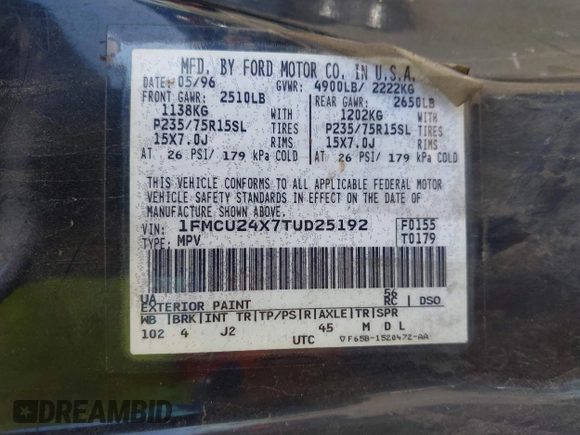 MFD. BY FORD MOTOR CO. IN U.S.A.
DATE: 05/96 GVWR: 4900LB/ 2222KG
FRONT GAWR: 2510LB REAR GAWR: 2650LB
1138KG WITH 1202KG WITH
P235/75R15SL TIRES P235/75R15SL TIRES
15X7.0J RIMS 15X7.0J RIMS
AT 26 PSI/ 179 kPa COLD AT 26 PSI/ 179 kPa COLD
THIS VEHICLE CONFORMS TO ALL APPLICABLE FEDERAL MOTOR
VEHICLE SAFETY STANDARDS IN EFFECT ON THE DATE OF
MANUFACTURE SHOWN ABOVE.
VIN: 1FMCU24X7TUD25192 F0155
TYPE: MPV T0179
UA 56
EXTERIOR PAINT RC DSO
WB BRK INT TR TP/PS R AXLE TR SPR
102 4 J2 45 M D L
UTC ▽F65B-1520472-AA
DREAMBID